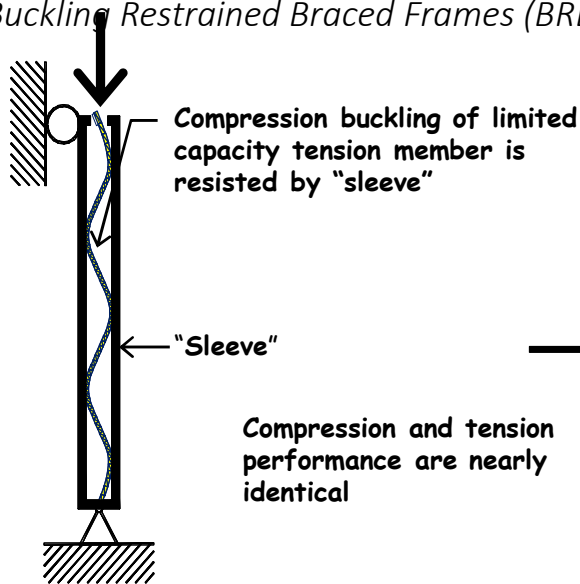 Buckling Restrained Braced Frames (BRB
Compression buckling of limited
capacity tension member is
resisted by “sleeve”
“Sleeve”
Compression and tension
performance are nearly
identical